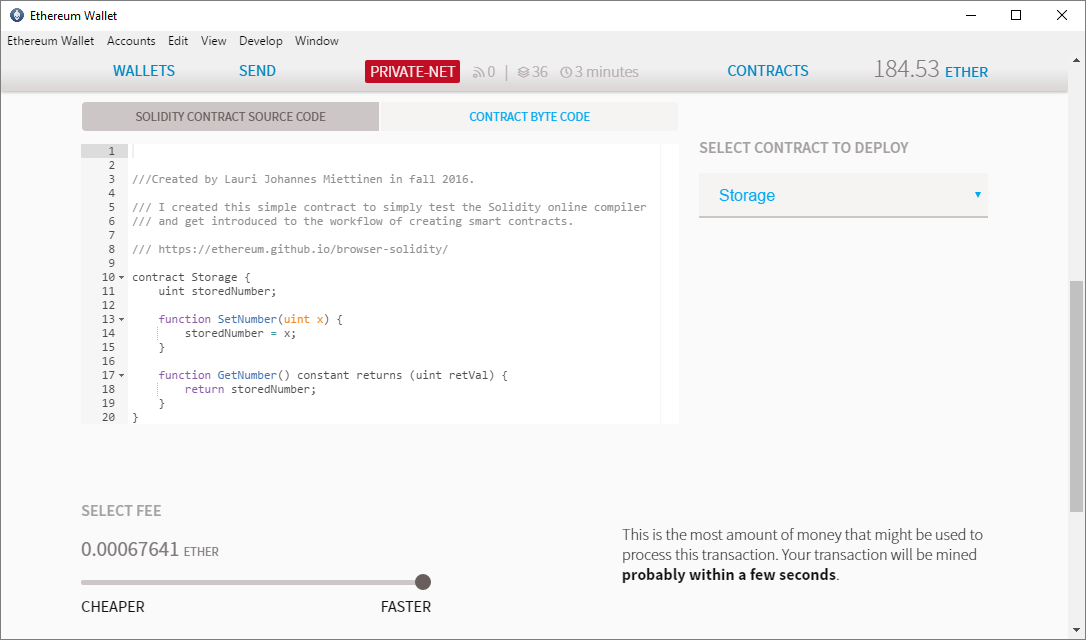 Ethereum Wallet
Ethereum Wallet Accounts Edit View Develop Window
WALLETS SEND PRIVATE-NET 0 | 36 3 minutes CONTRACTS 184.53 ETHER
SOLIDITY CONTRACT SOURCE CODE CONTRACT BYTE CODE
SELECT CONTRACT TO DEPLOY
Storage
1
2
3 ///Created by Lauri Johannes Miettinen in fall 2016.
4
5 /// I created this simple contract to simply test the Solidity online compiler
6 /// and get introduced to the workflow of creating smart contracts.
7
8 /// https://ethereum.github.io/browser-solidity/
9
10 contract Storage {
11 uint storedNumber;
12
13 function SetNumber(uint x) {
14 storedNumber = x;
15 }
16
17 function GetNumber() constant returns (uint retVal) {
18 return storedNumber;
19 }
20 }
SELECT FEE
0.00067641 ETHER
CHEAPER FASTER
This is the most amount of money that might be used to
process this transaction. Your transaction will be mined
probably within a few seconds.